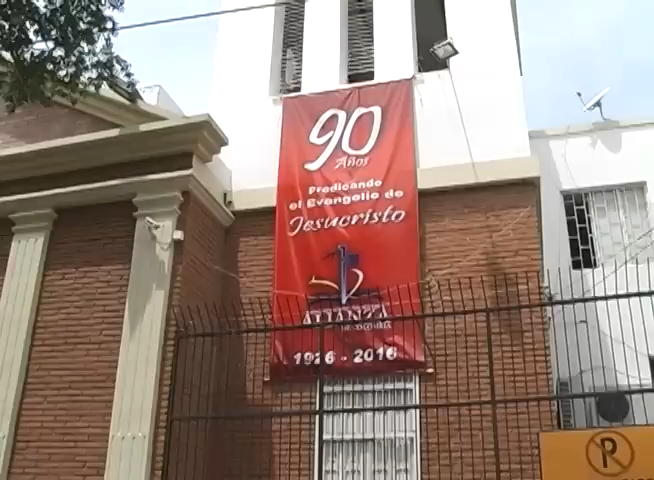 90
Años
Predicando
el Evangelio de
Jesucristo
ALIANZA
1926 - 2016
P